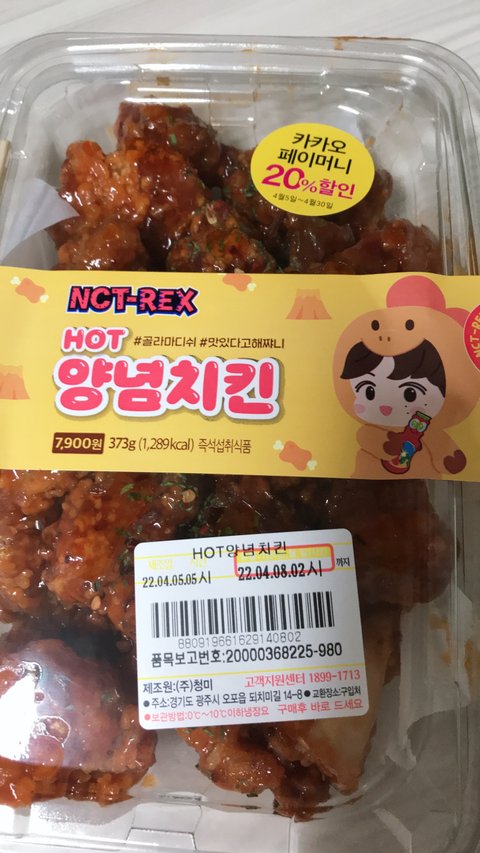 카카오
페이머니
20%할인
4월5일~4월30일
NCT-REX
HOT
#골라마디쉬 #맛있다고해쨔니
양념치킨
7,900원 373g (1,289kcal) 즉석섭취식품
NCT-RE
HOT양념치킨
22.04.05.05시 22.04.08.02시 까지
880919661629140802
품목보고번호:20000368225-980
고객지원센터 1899-1713
제조원:(주)청미
●주소:경기도 광주시 오포읍 되치미길 14-8 ●교환장소:구입처
●보관방법:0℃~10℃이하냉장요 구매후 바로 드세요